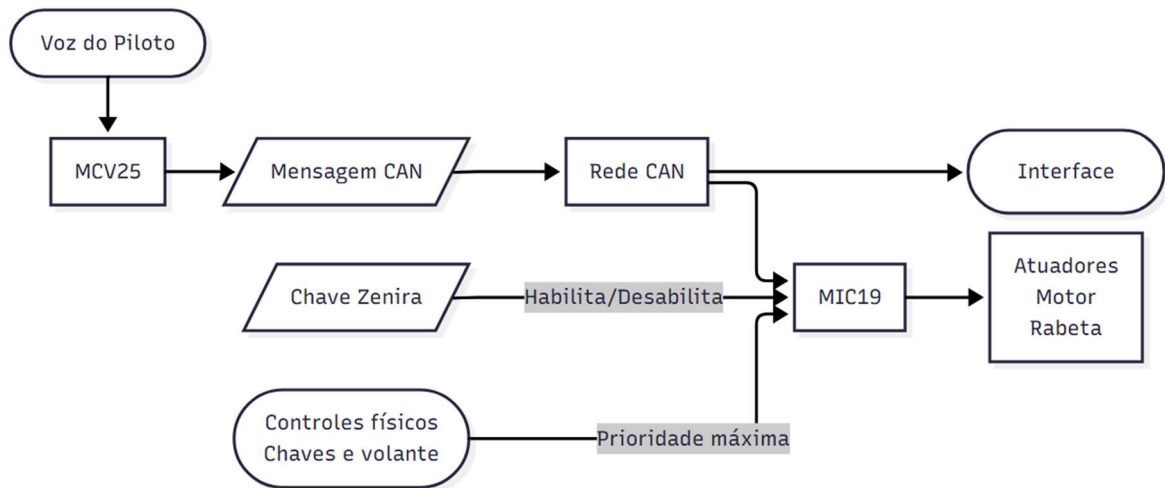 Voz do Piloto
MCV25
Mensagem CAN
Rede CAN
Interface
Chave Zenira
Habilita/Desabilita
MIC19
Atuadores
Motor
Rabeta
Controles físicos
Chaves e volante
Prioridade máxima